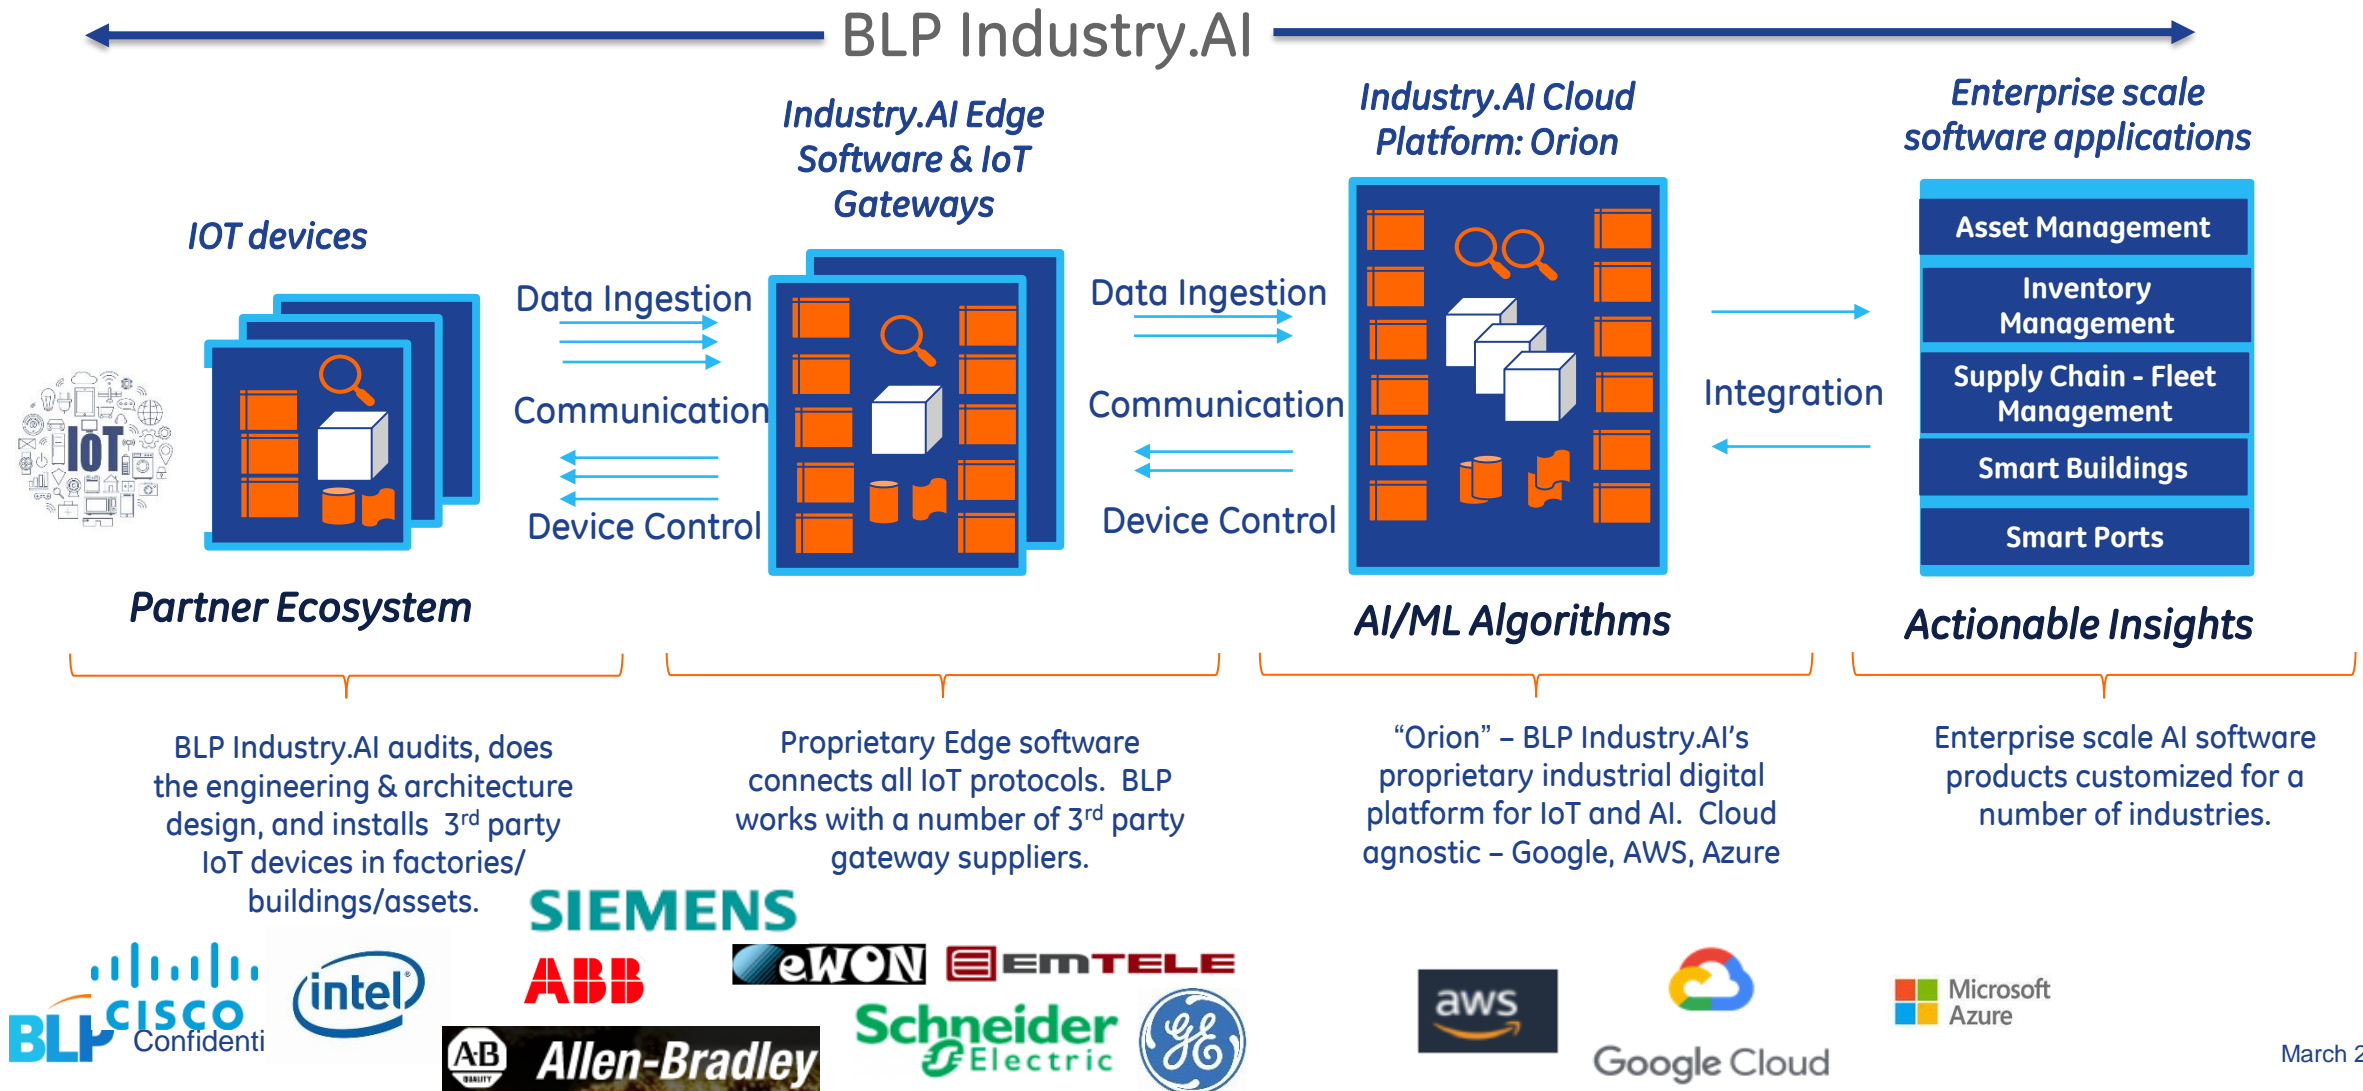 BLP Industry.AI
IOT devices
IoT
Partner Ecosystem
BLP Industry.AI audits, does
the engineering & architecture
design, and installs 3rd party
IoT devices in factories/
buildings/assets.
Data Ingestion
Communication
Device Control
Industry.AI Edge
Software & IoT
Gateways
Proprietary Edge software
connects all IoT protocols. BLP
works with a number of 3rd party
gateway suppliers.
Data Ingestion
Communication
Device Control
Industry.AI Cloud
Platform: Orion
AI/ML Algorithms
“Orion” – BLP Industry.AI’s
proprietary industrial digital
platform for IoT and AI. Cloud
agnostic – Google, AWS, Azure
Integration
Enterprise scale
software applications
Asset Management
Inventory
Management
Supply Chain - Fleet
Management
Smart Buildings
Smart Ports
Actionable Insights
Enterprise scale AI software
products customized for a
number of industries.
CISCO
BLP
Confidenti
intel
SIEMENS
ABB
A-B
QUALITY
Allen-Bradley
eWON
EMTELE
Schneider
Electric
GE
aws
Google Cloud
Microsoft
Azure
March 2